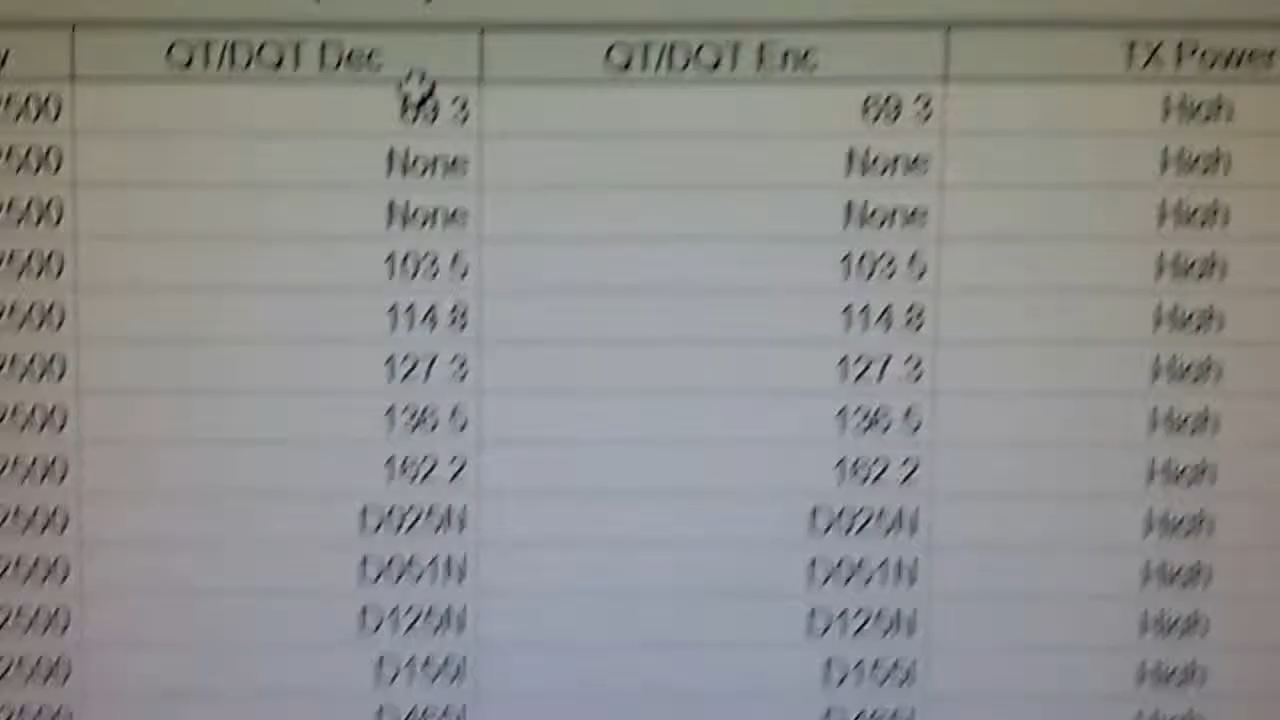 QT/DQT Dec QT/DQT Enc TX Power
69.3 69.3 High
None None High
None None High
103.5 103.5 High
114.8 114.8 High
127.3 127.3 High
136.5 136.5 High
162.2 162.2 High
D025N D025N High
D051N D051N High
D125N D125N High
D155I D155I High